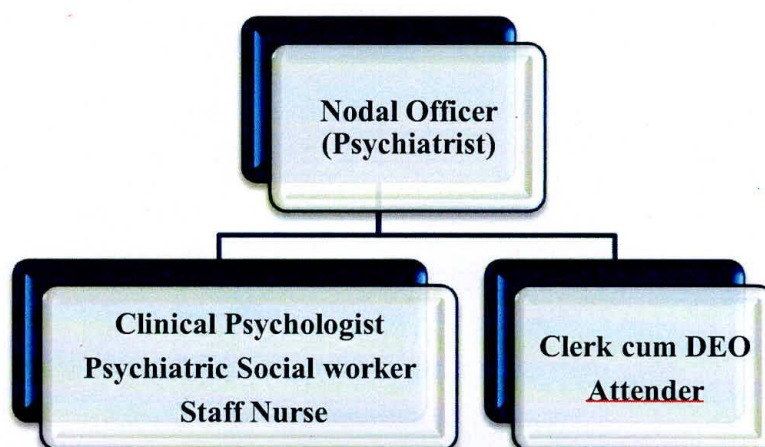 Nodal Officer
(Psychiatrist)
Clinical Psychologist
Psychiatric Social worker
Staff Nurse
Clerk cum DEO
Attender